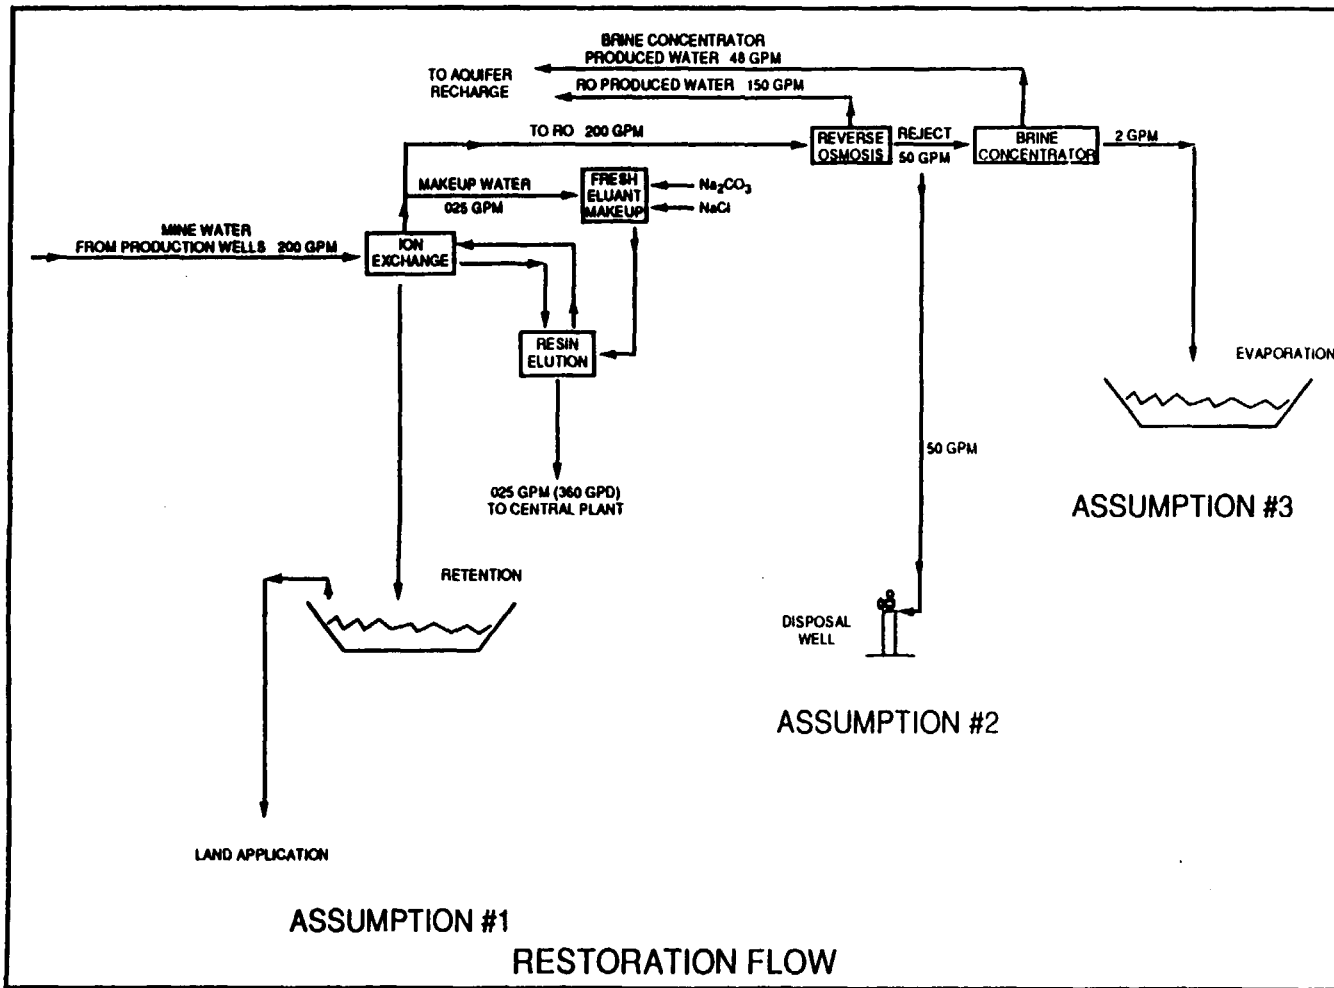 BRINE CONCENTRATOR
PRODUCED WATER 48 GPM
TO AQUIFER
RECHARGE
RO PRODUCED WATER 150 GPM
TO RO 200 GPM
REVERSE
OSMOSIS
REJECT
50 GPM
BRINE
CONCENTRATOR
2 GPM
MAKEUP WATER
025 GPM
FRESH
ELUANT
MAKEUP
Na₂CO₃
NaCl
MINE WATER
FROM PRODUCTION WELLS 200 GPM
ION
EXCHANGE
RESIN
ELUTION
EVAPORATION
50 GPM
025 GPM (360 GPD)
TO CENTRAL PLANT
ASSUMPTION #3
RETENTION
DISPOSAL
WELL
ASSUMPTION #2
LAND APPLICATION
ASSUMPTION #1
RESTORATION FLOW